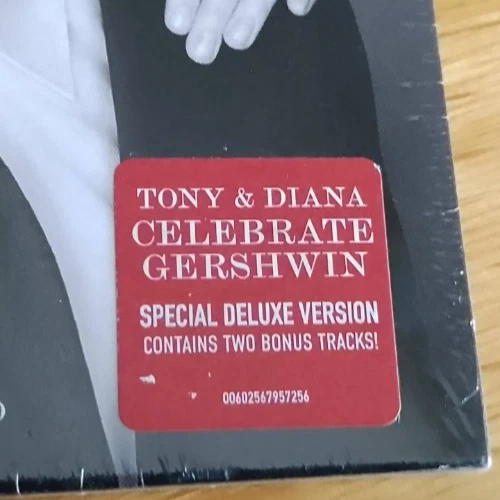 TONY & DIANA
CELEBRATE
GERSHWIN
SPECIAL DELUXE VERSION
CONTAINS TWO BONUS TRACKS!
00602567957256